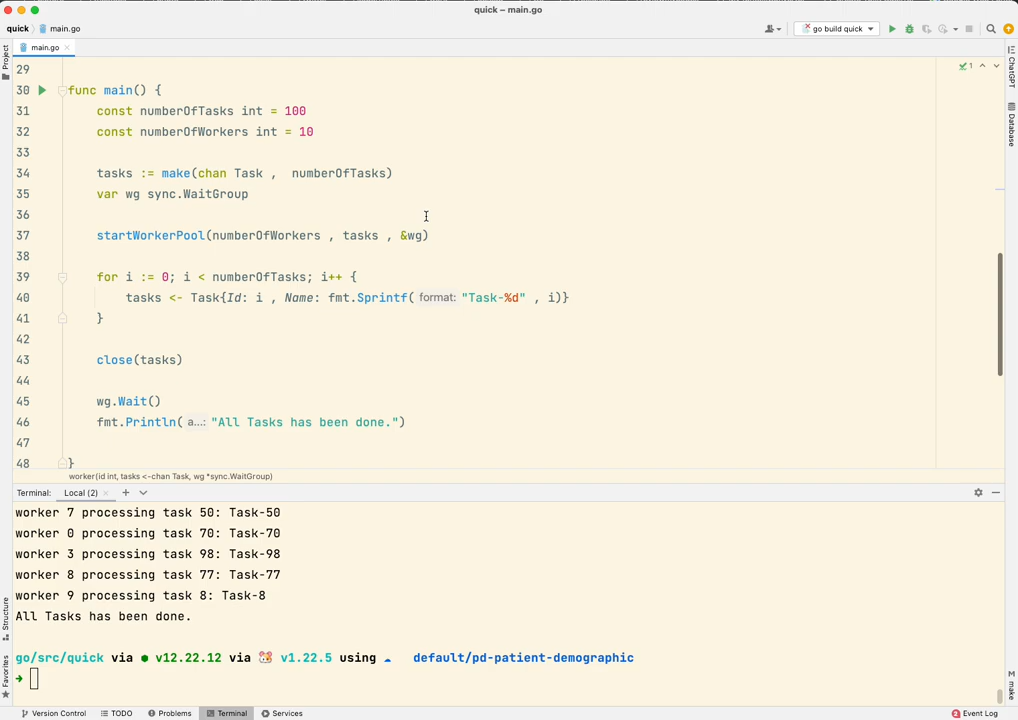 quick – main.go
quick
main.go
go build quick
main.go
1
Project
ChatGPT
Database
29
30 func main() {
31 const numberOfTasks int = 100
32 const numberOfWorkers int = 10
33
34 tasks := make(chan Task , numberOfTasks)
35 var wg sync.WaitGroup
36
37 startWorkerPool(numberOfWorkers , tasks , &wg)
38
39 for i := 0; i < numberOfTasks; i++ {
40 tasks <- Task{Id: i , Name: fmt.Sprintf( format: "Task-%d" , i)}
41 }
42
43 close(tasks)
44
45 wg.Wait()
46 fmt.Println( a...: "All Tasks has been done.")
47
48 }
worker(id int, tasks <-chan Task, wg *sync.WaitGroup)
Terminal: Local (2)
worker 7 processing task 50: Task-50
worker 0 processing task 70: Task-70
worker 3 processing task 98: Task-98
worker 8 processing task 77: Task-77
worker 9 processing task 8: Task-8
All Tasks has been done.
go/src/quick via v12.22.12 via v1.22.5 using default/pd-patient-demographic
Structure
Favorites
M make
Version Control
TODO
Problems
Terminal
Services
2 Event Log